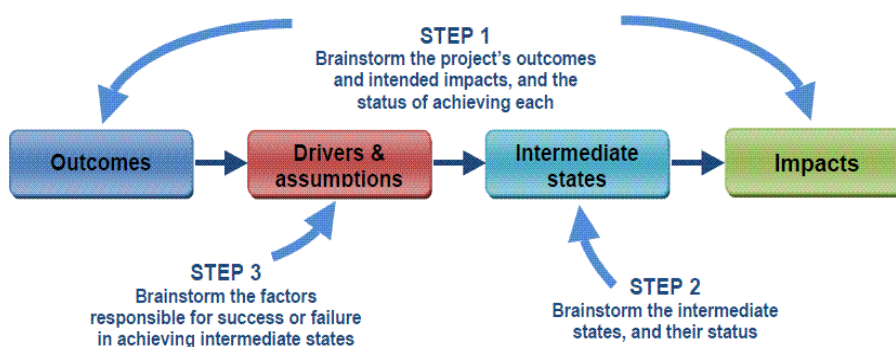 STEP 1
Brainstorm the project's outcomes
and intended impacts, and the
status of achieving each
Outcomes
Drivers &
assumptions
Intermediate
states
Impacts
STEP 3
Brainstorm the factors
responsible for success or failure
in achieving intermediate states
STEP 2
Brainstorm the intermediate
states, and their status